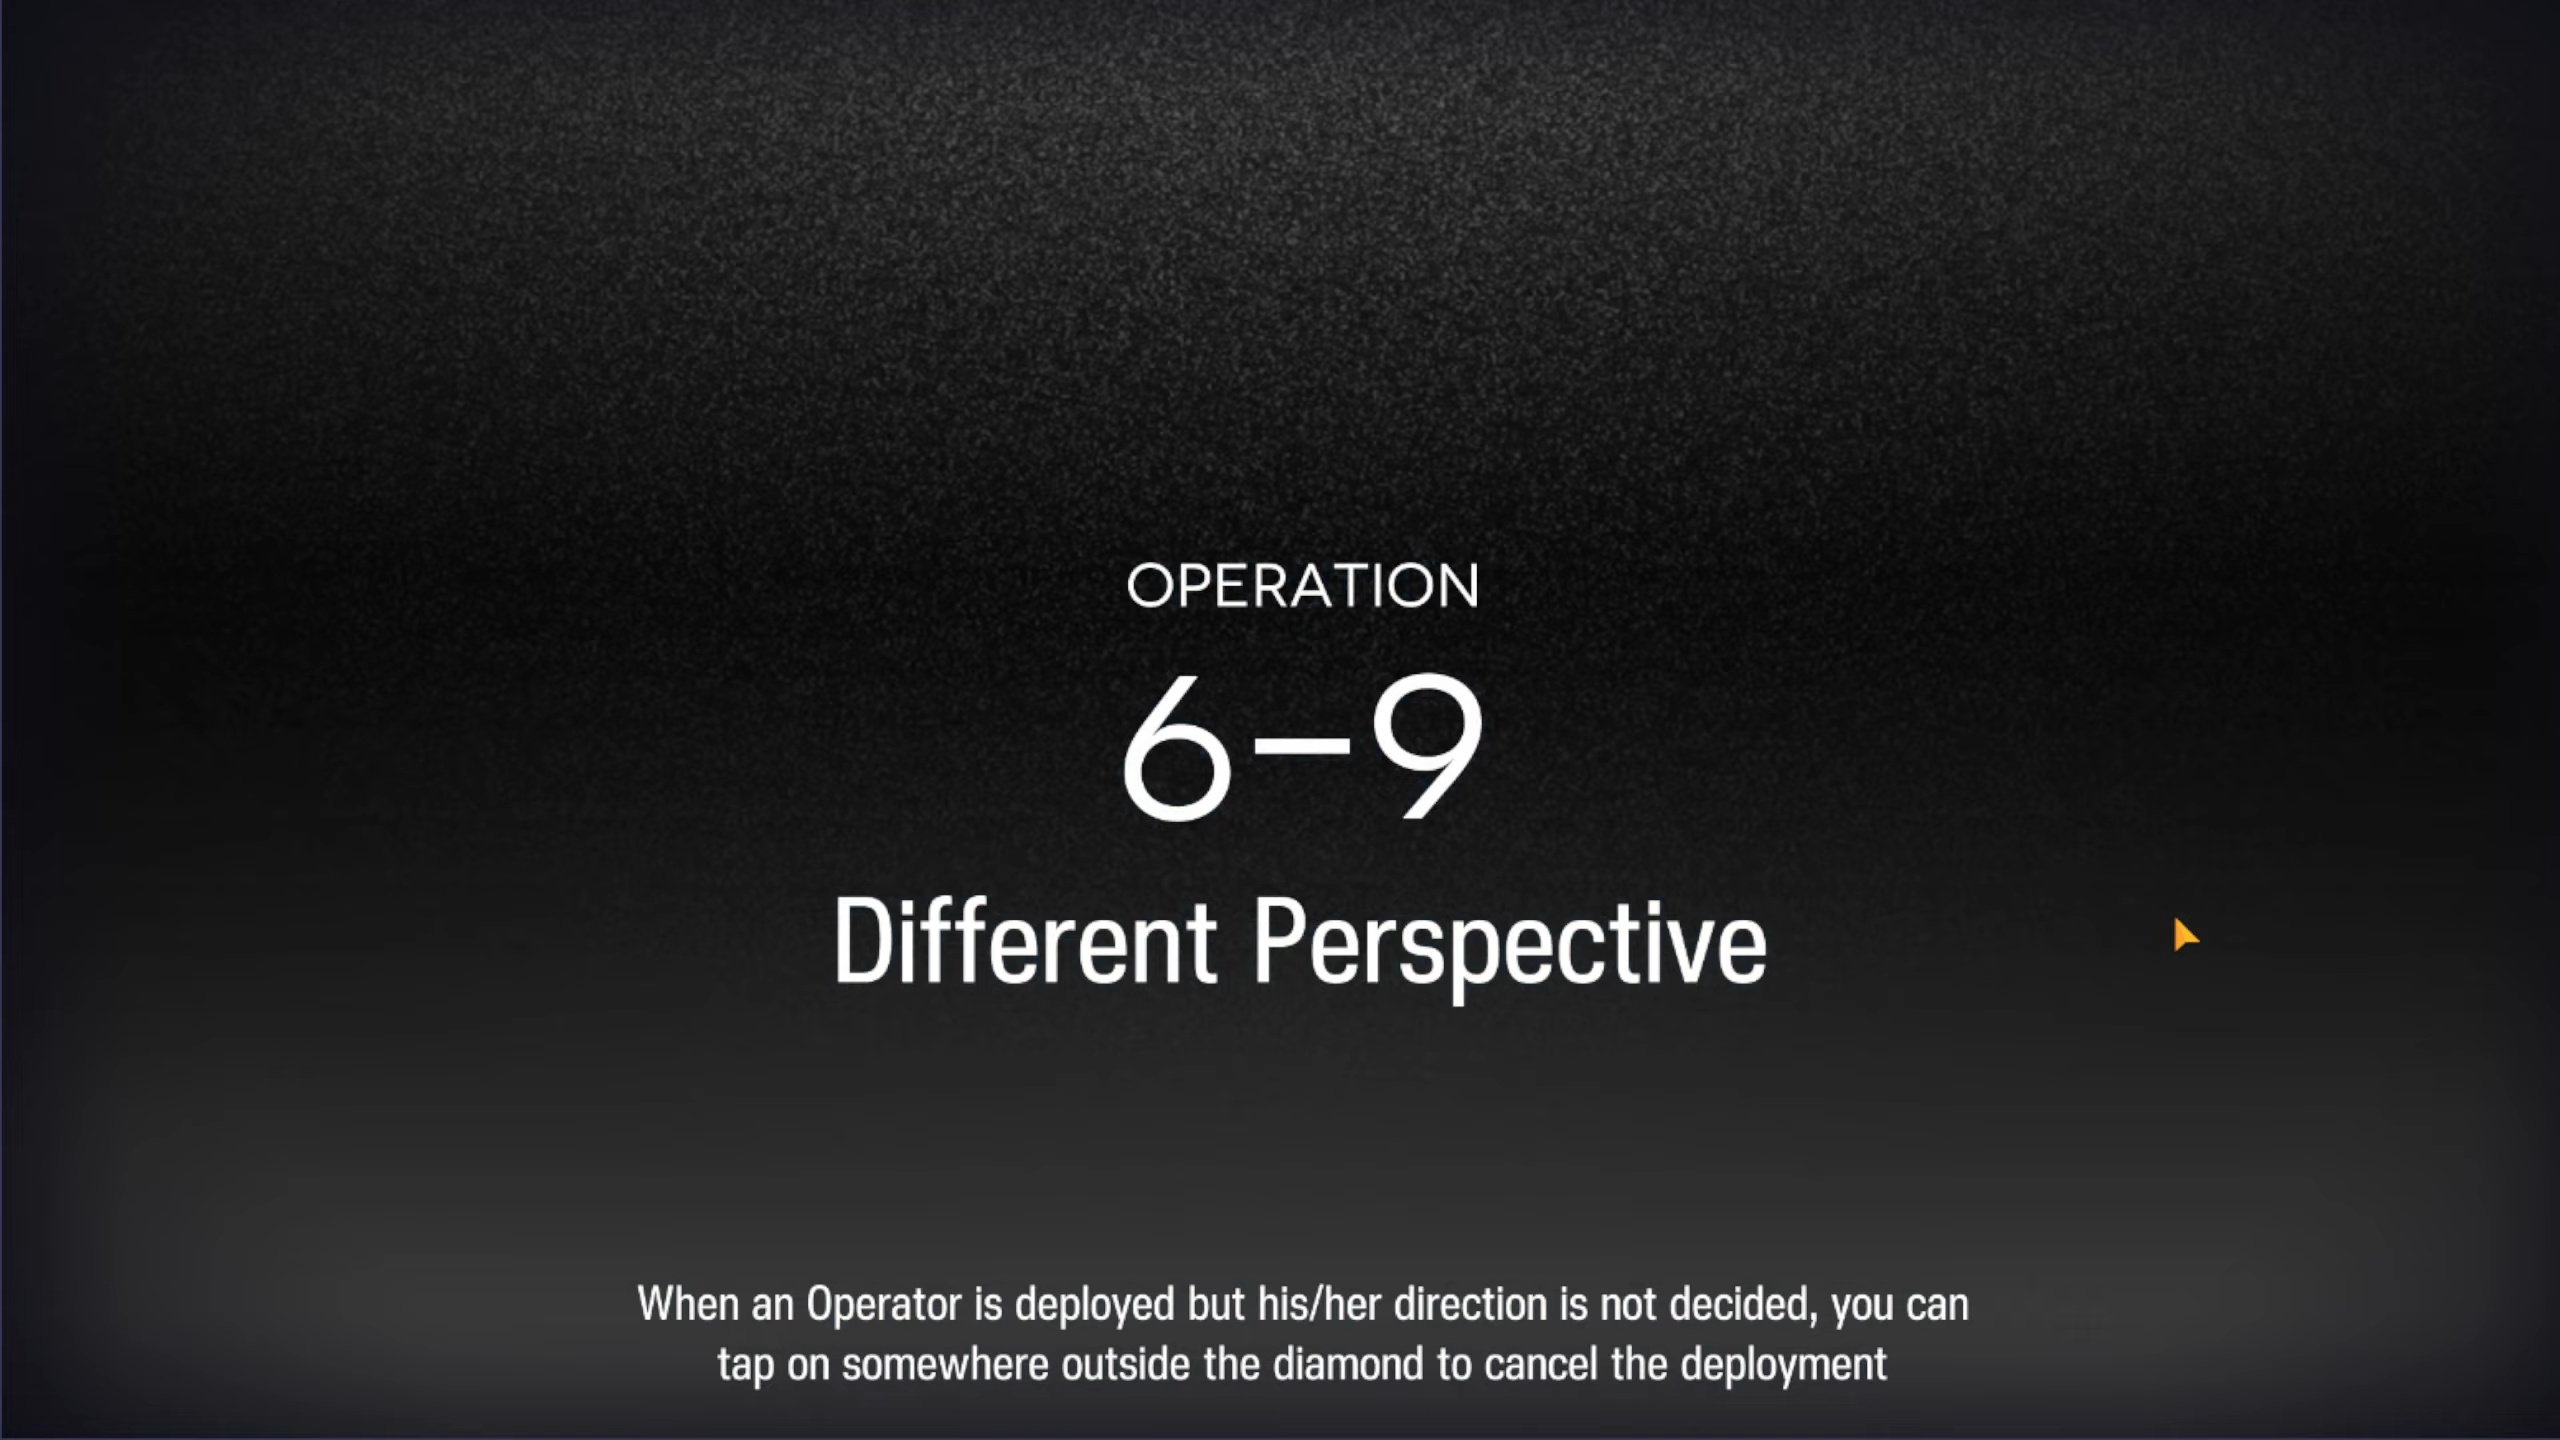 OPERATION
6–9
Different Perspective
When an Operator is deployed but his/her direction is not decided, you can
tap on somewhere outside the diamond to cancel the deployment